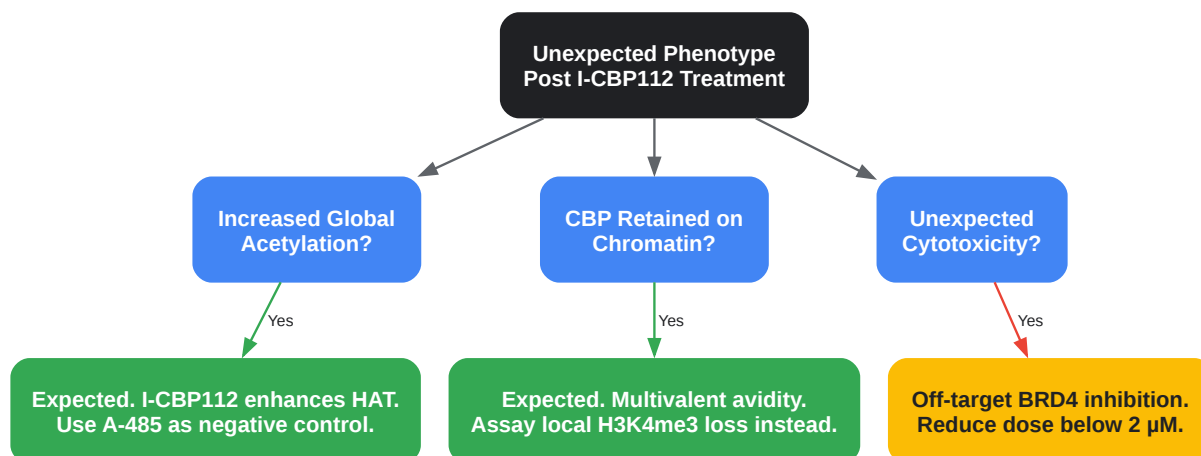 Unexpected Phenotype
Post I-CBP112 Treatment
Increased Global
Acetylation?
CBP Retained on
Chromatin?
Unexpected
Cytotoxicity?
Yes
Yes
Yes
Expected. I-CBP112 enhances HAT.
Use A-485 as negative control.
Expected. Multivalent avidity.
Assay local H3K4me3 loss instead.
Off-target BRD4 inhibition.
Reduce dose below 2 µM.